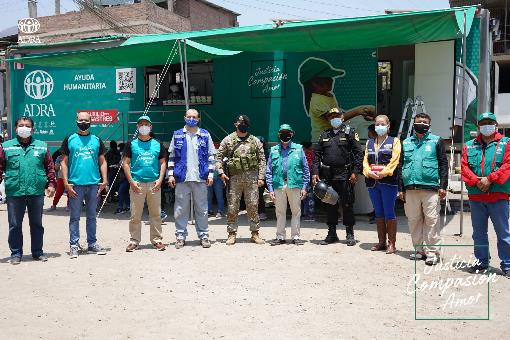 ADRA
AYUDA
HUMANITARIA
ADRA
Justicia
Compasión
Amor
Justicia
Compasión
Amor